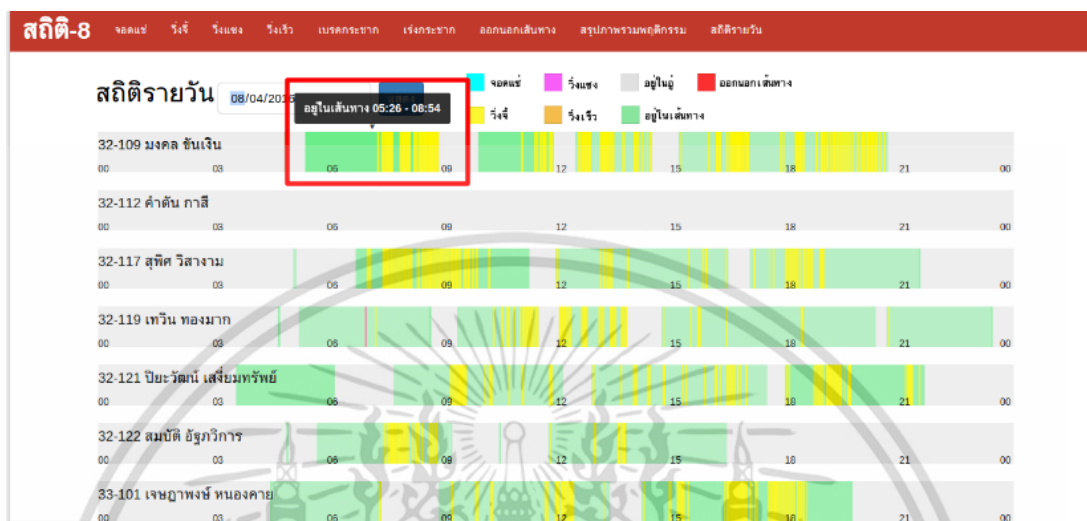 สถิติ-8 จอดแช่ วิ่งจี้ วิ่งแซง วิ่งเร็ว เบรคกระชาก เร่งกระชาก ออกนอกเส้นทาง สรุปภาพรวมพฤติกรรม สถิติรายวัน
จอดแช่ วิ่งแซง อยู่ในอู่ ออกนอกเส้นทาง
สถิติรายวัน 08/04/201
อยู่ในเส้นทาง 05:26 - 08:54
วิ่งจี้ วิ่งเร็ว อยู่ในเส้นทาง
32-109 มงคล ขันเงิน
00 03 06 09 12 15 18 21 00
32-112 คำตัน กาสี
00 03 06 09 12 15 18 21 00
32-117 สุพิศ วิสางาม
00 03 06 09 12 15 18 21 00
32-119 เทวิน ทองมาก
00 03 06 09 12 15 18 21 00
32-121 ปิยะวัฒน์ เสงี่ยมทรัพย์
00 03 06 09 12 15 18 21 00
32-122 สมบัติ อัฐภวิการ
00 03 06 09 12 15 18 21 00
33-101 เจษฎาพงษ์ หนองคาย
00 03 06 09 12 15 18 21 00